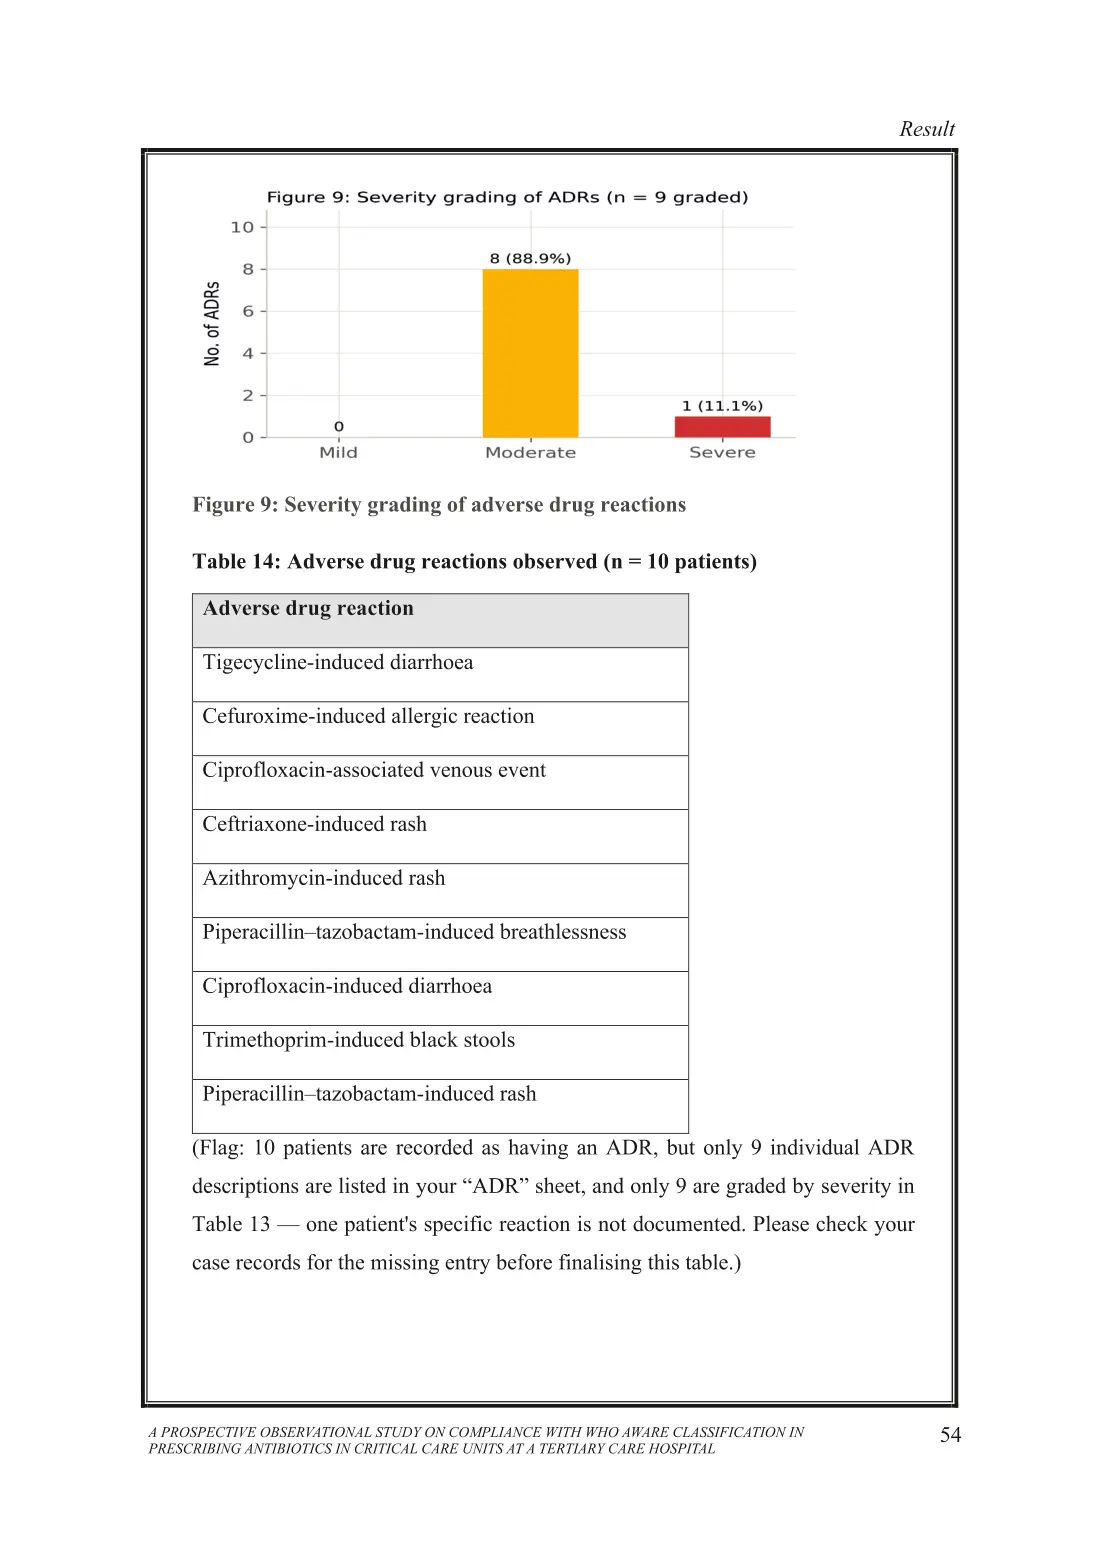 Result
Figure 9: Severity grading of ADRs (n = 9 graded)
10
8
6
4
2
0
No. of ADRs
0
8 (88.9%)
1 (11.1%)
Mild
Moderate
Severe
Figure 9: Severity grading of adverse drug reactions
Table 14: Adverse drug reactions observed (n = 10 patients)
Adverse drug reaction
Tigecycline-induced diarrhoea
Cefuroxime-induced allergic reaction
Ciprofloxacin-associated venous event
Ceftriaxone-induced rash
Azithromycin-induced rash
Piperacillin–tazobactam-induced breathlessness
Ciprofloxacin-induced diarrhoea
Trimethoprim-induced black stools
Piperacillin–tazobactam-induced rash
(Flag: 10 patients are recorded as having an ADR, but only 9 individual ADR
descriptions are listed in your “ADR” sheet, and only 9 are graded by severity in
Table 13 — one patient's specific reaction is not documented. Please check your
case records for the missing entry before finalising this table.)
A PROSPECTIVE OBSERVATIONAL STUDY ON COMPLIANCE WITH WHO AWARE CLASSIFICATION IN
PRESCRIBING ANTIBIOTICS IN CRITICAL CARE UNITS AT A TERTIARY CARE HOSPITAL
54